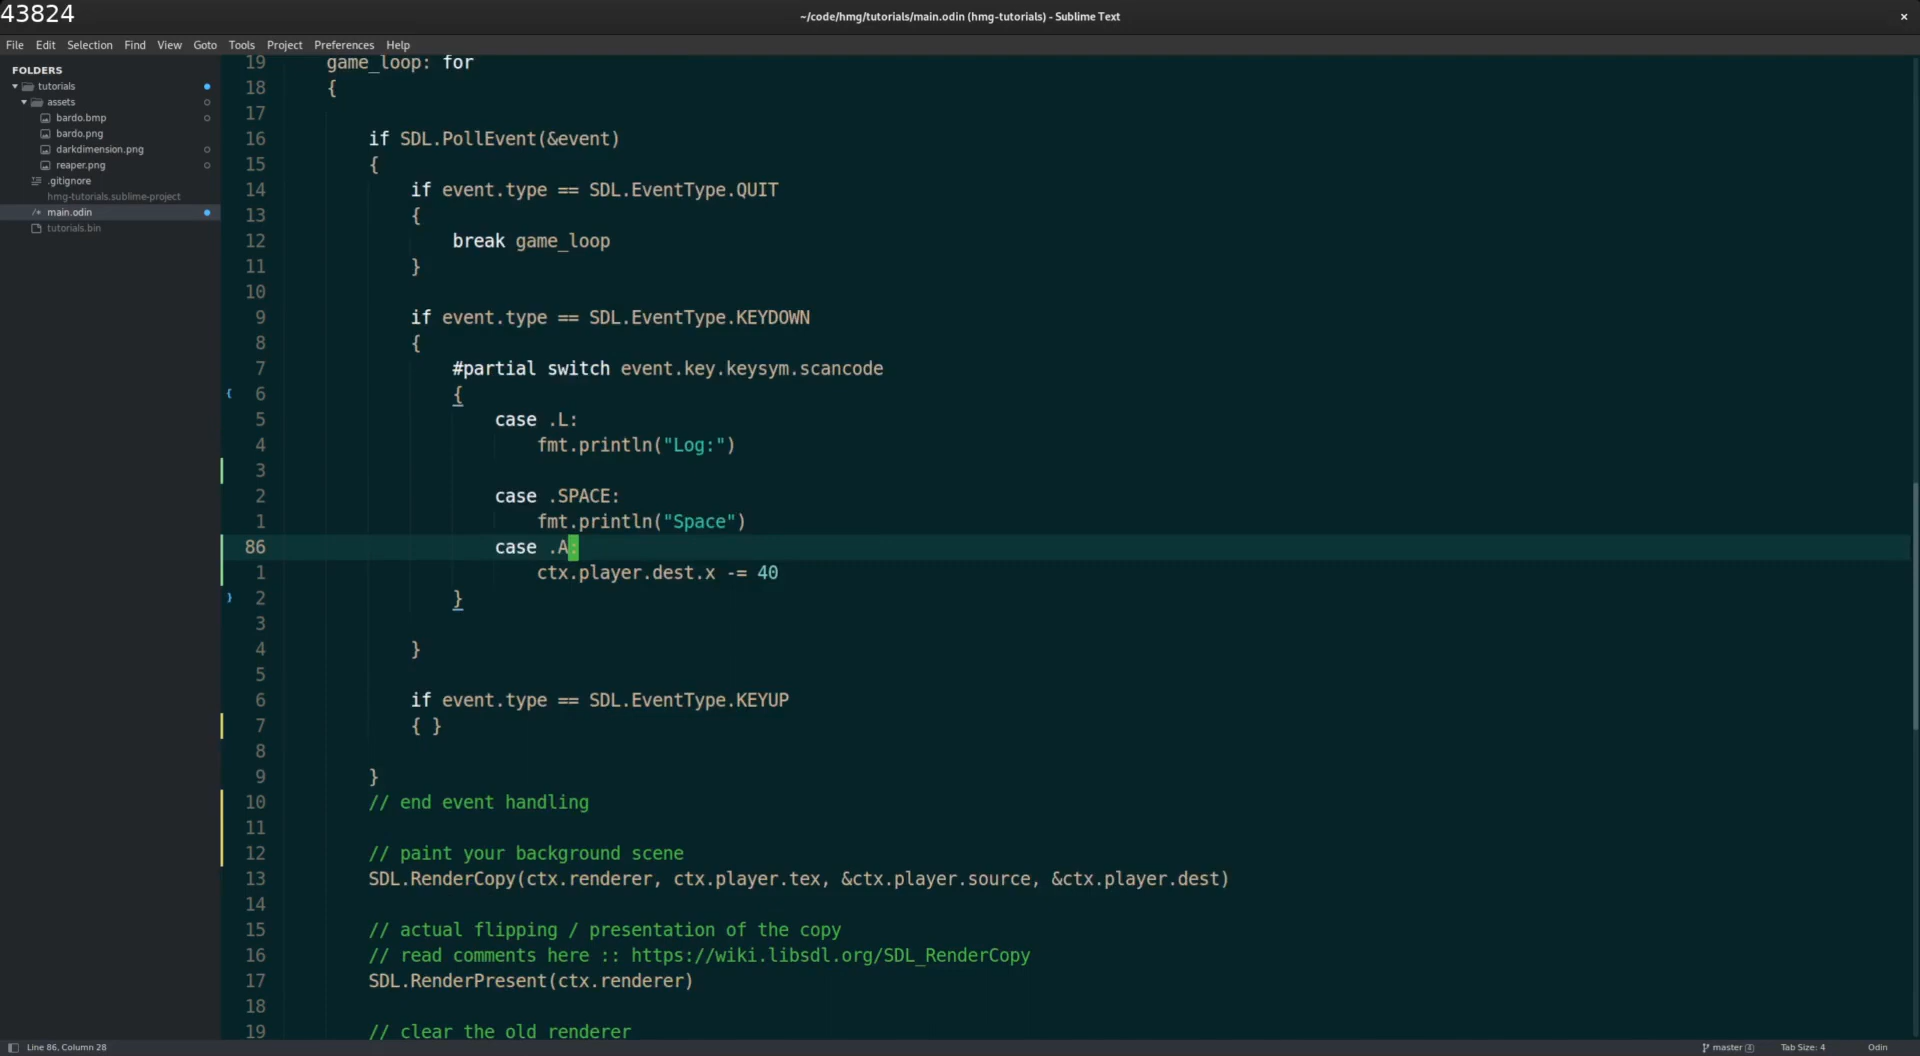 43824
~/code/hmg/tutorials/main.odin (hmg-tutorials) - Sublime Text
×
File Edit Selection Find View Goto Tools Project Preferences Help
FOLDERS
tutorials
assets
bardo.bmp
bardo.png
darkdimension.png
reaper.png
.gitignore
hmg-tutorials.sublime-project
/* main.odin
tutorials.bin
19 game_loop: for
18 {
17
16 if SDL.PollEvent(&event)
15 {
14 if event.type == SDL.EventType.QUIT
13 {
12 break game_loop
11 }
10
9 if event.type == SDL.EventType.KEYDOWN
8 {
7 #partial switch event.key.keysym.scancode
{ 6 {
5 case .L:
4 fmt.println("Log:")
3
2 case .SPACE:
1 fmt.println("Space")
86 case .A:
1 ctx.player.dest.x -= 40
} 2 }
3
4 }
5
6 if event.type == SDL.EventType.KEYUP
7 { }
8
9 }
10 // end event handling
11
12 // paint your background scene
13 SDL.RenderCopy(ctx.renderer, ctx.player.tex, &ctx.player.source, &ctx.player.dest)
14
15 // actual flipping / presentation of the copy
16 // read comments here :: https://wiki.libsdl.org/SDL_RenderCopy
17 SDL.RenderPresent(ctx.renderer)
18
19 // clear the old renderer
Line 86, Column 28
master 4 Tab Size: 4 Odin